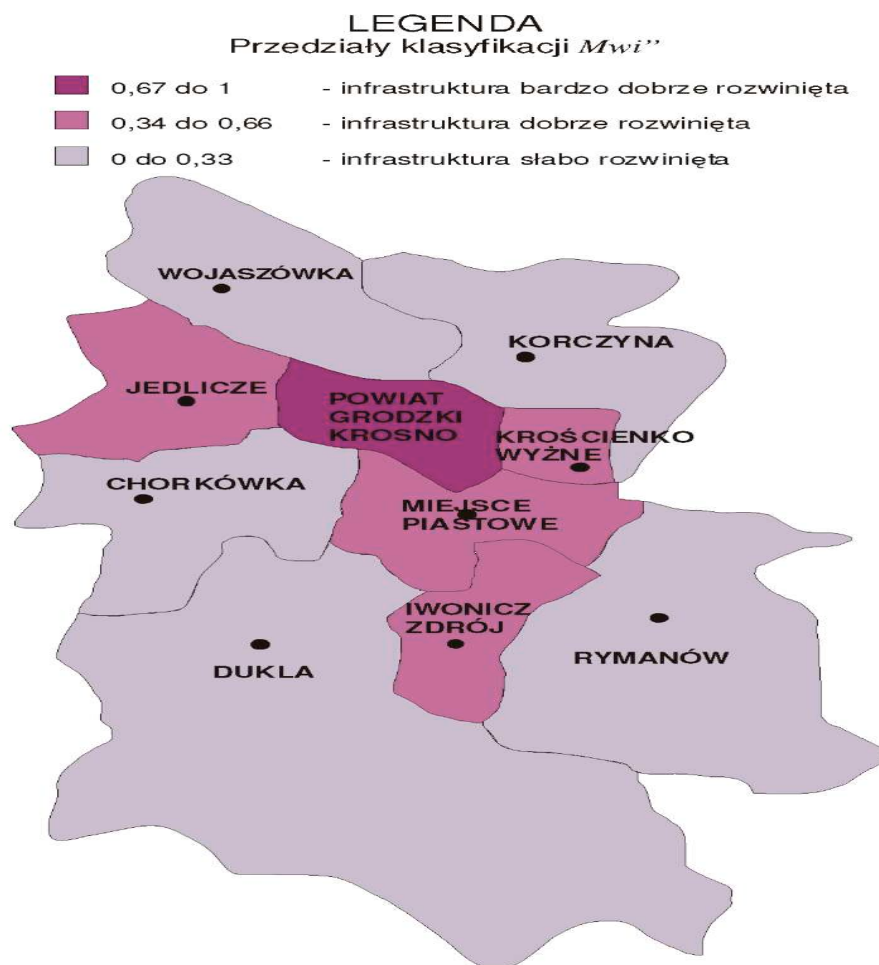 LEGENDA
Przedziały klasyfikacji Mwi”
0,67 do 1 - infrastruktura bardzo dobrze rozwinięta
0,34 do 0,66 - infrastruktura dobrze rozwinięta
0 do 0,33 - infrastruktura słabo rozwinięta
WOJASZÓWKA
KORCZYNA
JEDLICZE
POWIAT
GRODZKI
KROSNO
KROŚCIENKO
WYŻNE
CHORKÓWKA
MIEJSCE
PIASTOWE
IWONICZ
ZDRÓJ
DUKLA
RYMANÓW